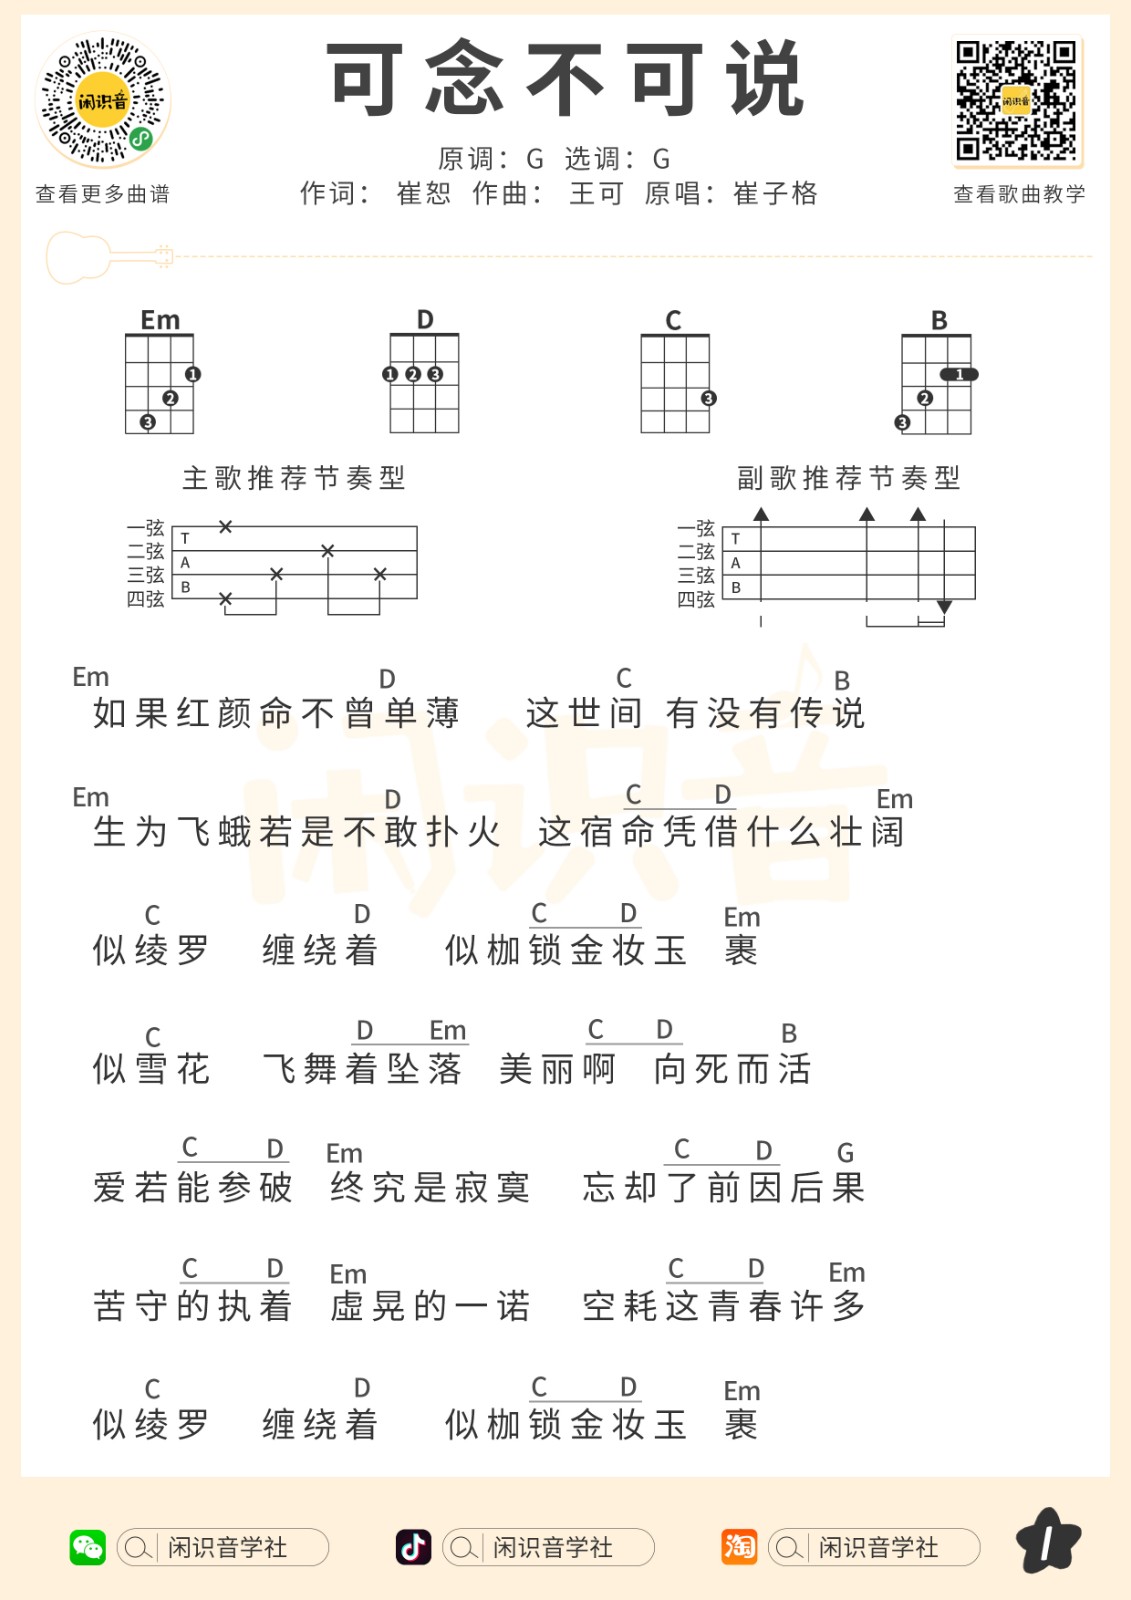 可念不可说
闲识音
闲识音
原调：G 选调：G
查看更多曲谱
作词： 崔恕 作曲： 王可 原唱：崔子格
查看歌曲教学
Em D C B
1 2 3
1 2 3
3
1 2 3
主歌推荐节奏型
副歌推荐节奏型
一弦
二弦
三弦
四弦
T
A
B
一弦
二弦
三弦
四弦
T
A
B
Em D C B
如果红颜命不曾单薄 这世间 有没有传说
Em D C D Em
生为飞蛾若是不敢扑火 这宿命凭借什么壮阔
C D C D Em
似绫罗 缠绕着 似枷锁金妆玉 裹
C D Em C D B
似雪花 飞舞着坠落 美丽啊 向死而活
C D Em C D G
爱若能参破 终究是寂寞 忘却了前因后果
C D Em C D Em
苦守的执着 虚晃的一诺 空耗这青春许多
C D C D Em
似绫罗 缠绕着 似枷锁金妆玉 裹
闲识音
闲识音学社 闲识音学社 淘 闲识音学社 1